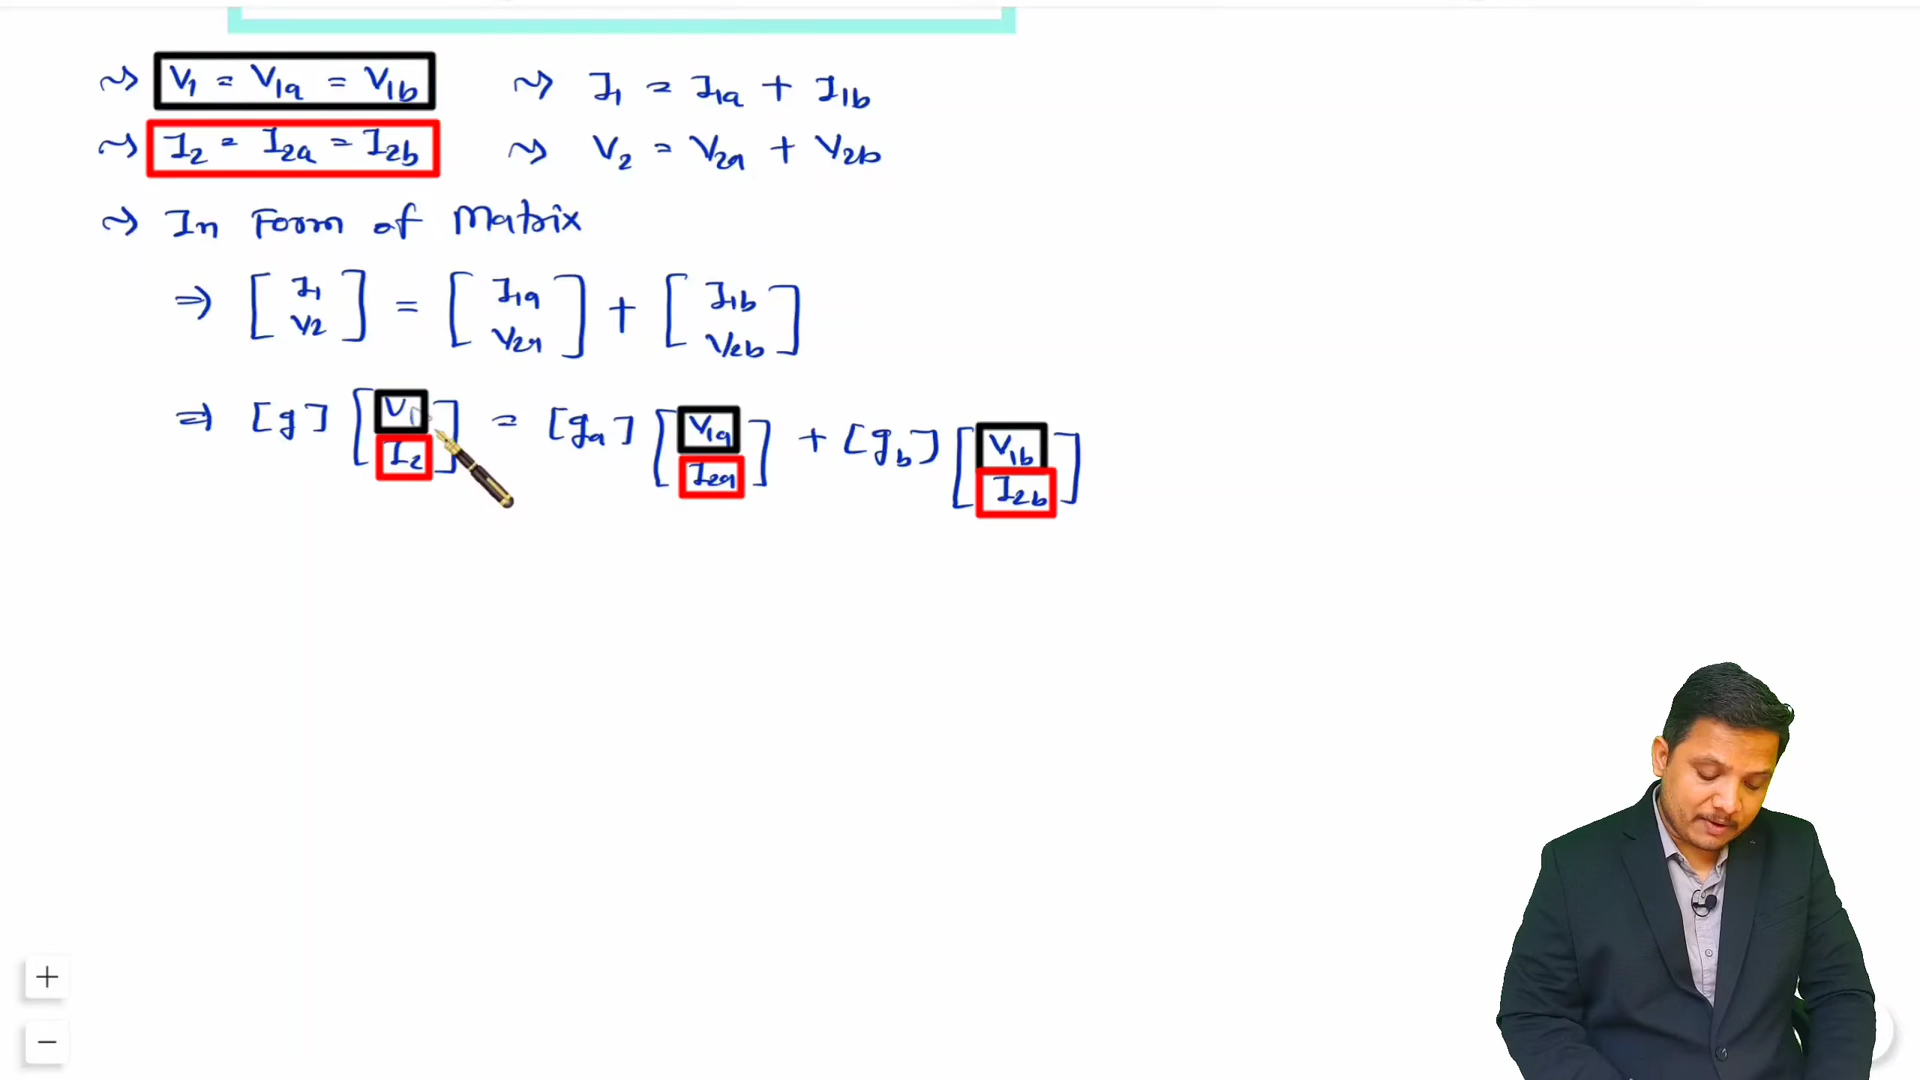 ~> V1 = V1a = V1b ~> I1 = I1a + I1b
~> I2 = I2a = I2b ~> V2 = V2a + V2b
~> In Form of Matrix
⇒ [ I1 V2 ] = [ I1a V2a ] + [ I1b V2b ]
⇒ [g] [ V1 I2 ] = [ga] [ V1a I2a ] + [gb] [ V1b I2b ]